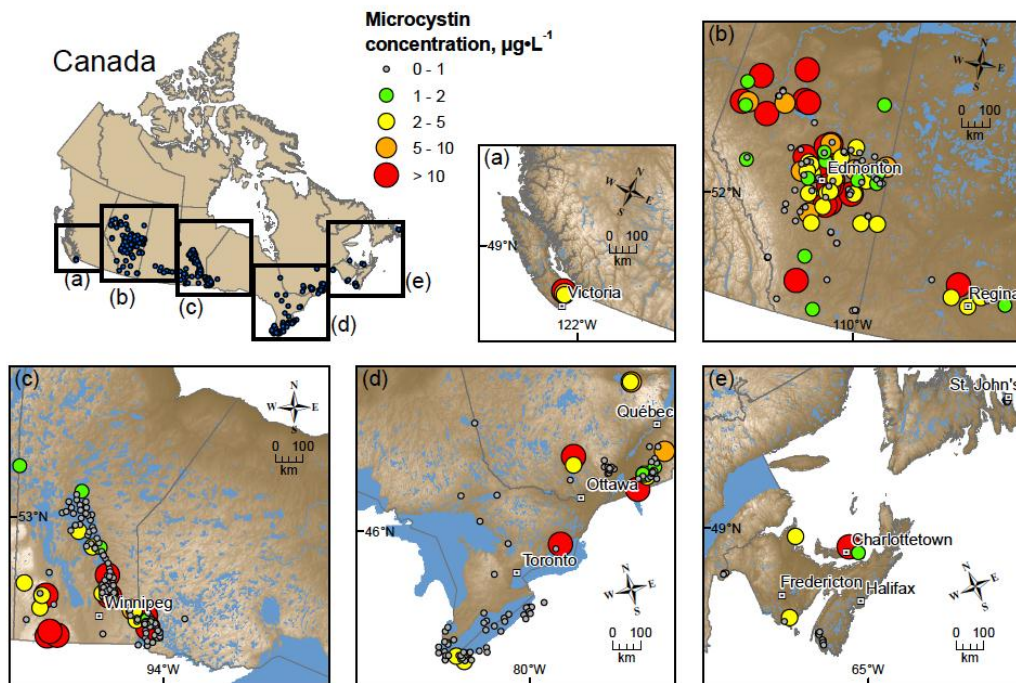 Canada
(a)
(b)
(c)
(d)
(e)
Microcystin
concentration, µg•L⁻¹
0 - 1
1 - 2
2 - 5
5 - 10
> 10
(a)
N
W E
S
0 100
km
49°N
Victoria
122°W
(b)
N
W E
S
0 100
km
Edmonton
52°N
Regina
110°W
(c)
N
W E
S
0 100
km
53°N
Winnipeg
94°W
(d)
Québec
Ottawa
46°N
Toronto
N
W E
S
0 100
km
80°W
(e)
St. John's
49°N
Charlottetown
Fredericton
Halifax
N
W E
S
0 100
km
65°W